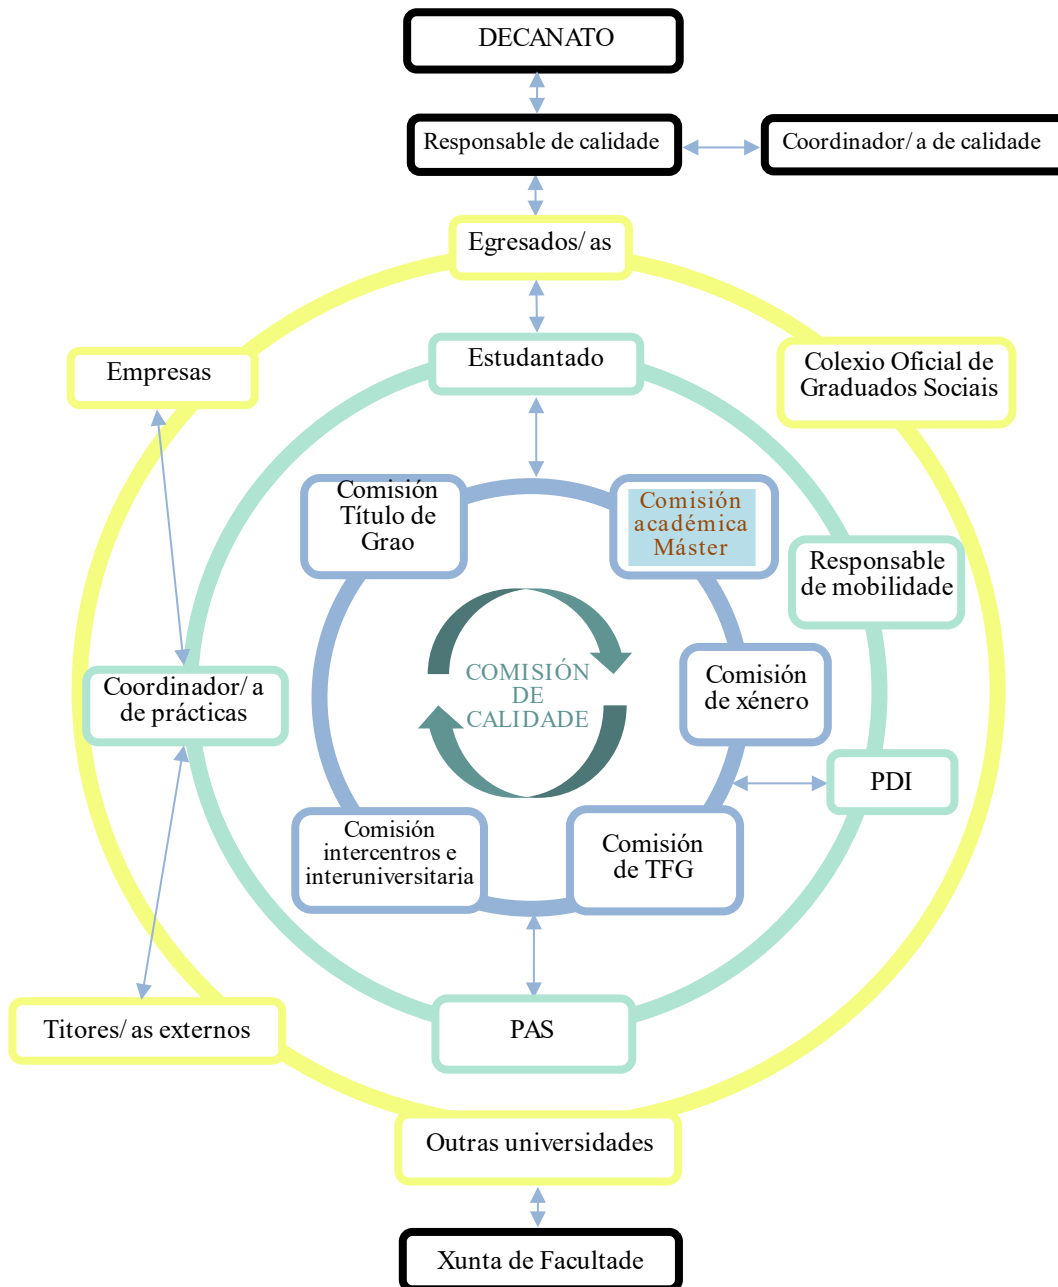 DECANATO
Responsable de calidade
Coordinador/a de calidade
Egresados/as
Estudantado
Empresas
Colexio Oficial de
Graduados Sociais
Comisión
Título de
Grao
Comisión
académica
Máster
Responsable
de mobilidade
COMISIÓN
DE
CALIDADE
Comisión
de xénero
Coordinador/a
de prácticas
PDI
Comisión
intercentros e
interuniversitaria
Comisión
de TFG
Titores/as externos
PAS
Outras universidades
Xunta de Facultade